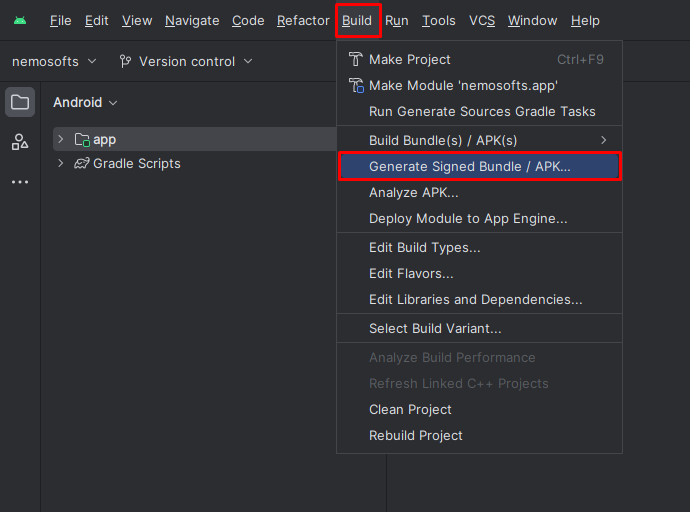 File Edit View Navigate Code Refactor Build Run Tools VCS Window Help
nemosofts Version control
Android
app
Gradle Scripts
Make Project Ctrl+F9
Make Module 'nemosofts.app'
Run Generate Sources Gradle Tasks
Build Bundle(s) / APK(s)
Generate Signed Bundle / APK...
Analyze APK...
Deploy Module to App Engine...
Edit Build Types...
Edit Flavors...
Edit Libraries and Dependencies...
Select Build Variant...
Analyze Build Performance
Refresh Linked C++ Projects
Clean Project
Rebuild Project